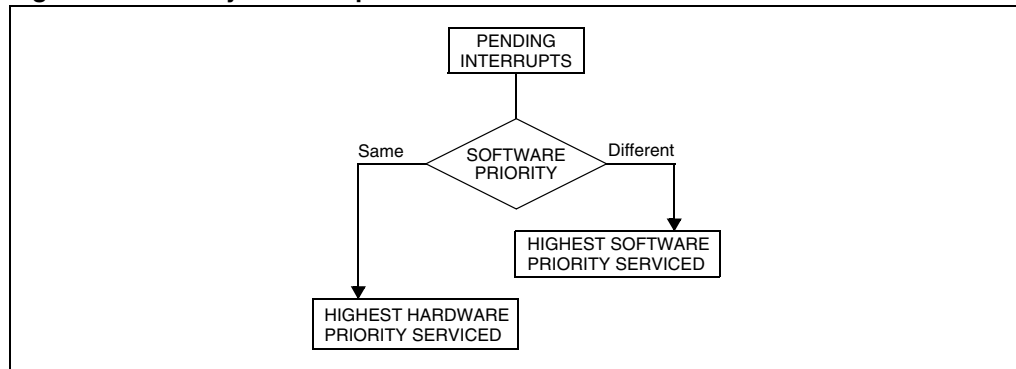 PENDING
INTERRUPTS
Same
SOFTWARE
PRIORITY
Different
HIGHEST SOFTWARE
PRIORITY SERVICED
HIGHEST HARDWARE
PRIORITY SERVICED